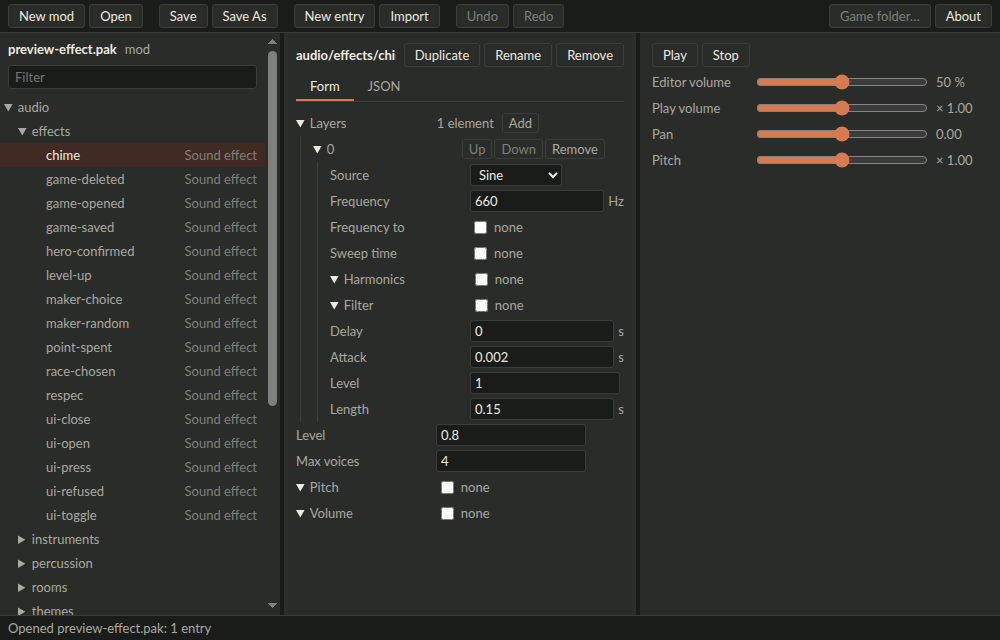 New mod Open Save Save As New entry Import Undo Redo Game folder... About
preview-effect.pak mod
Filter
audio
effects
chime Sound effect
game-deleted Sound effect
game-opened Sound effect
game-saved Sound effect
hero-confirmed Sound effect
level-up Sound effect
maker-choice Sound effect
maker-random Sound effect
point-spent Sound effect
race-chosen Sound effect
respec Sound effect
ui-close Sound effect
ui-open Sound effect
ui-press Sound effect
ui-refused Sound effect
ui-toggle Sound effect
instruments
percussion
rooms
themes
audio/effects/chi Duplicate Rename Remove
Form JSON
Layers 1 element Add
0 Up Down Remove
Source Sine
Frequency 660 Hz
Frequency to none
Sweep time none
Harmonics none
Filter none
Delay 0 s
Attack 0.002 s
Level 1
Length 0.15 s
Level 0.8
Max voices 4
Pitch none
Volume none
Play Stop
Editor volume 50 %
Play volume × 1.00
Pan 0.00
Pitch × 1.00
Opened preview-effect.pak: 1 entry